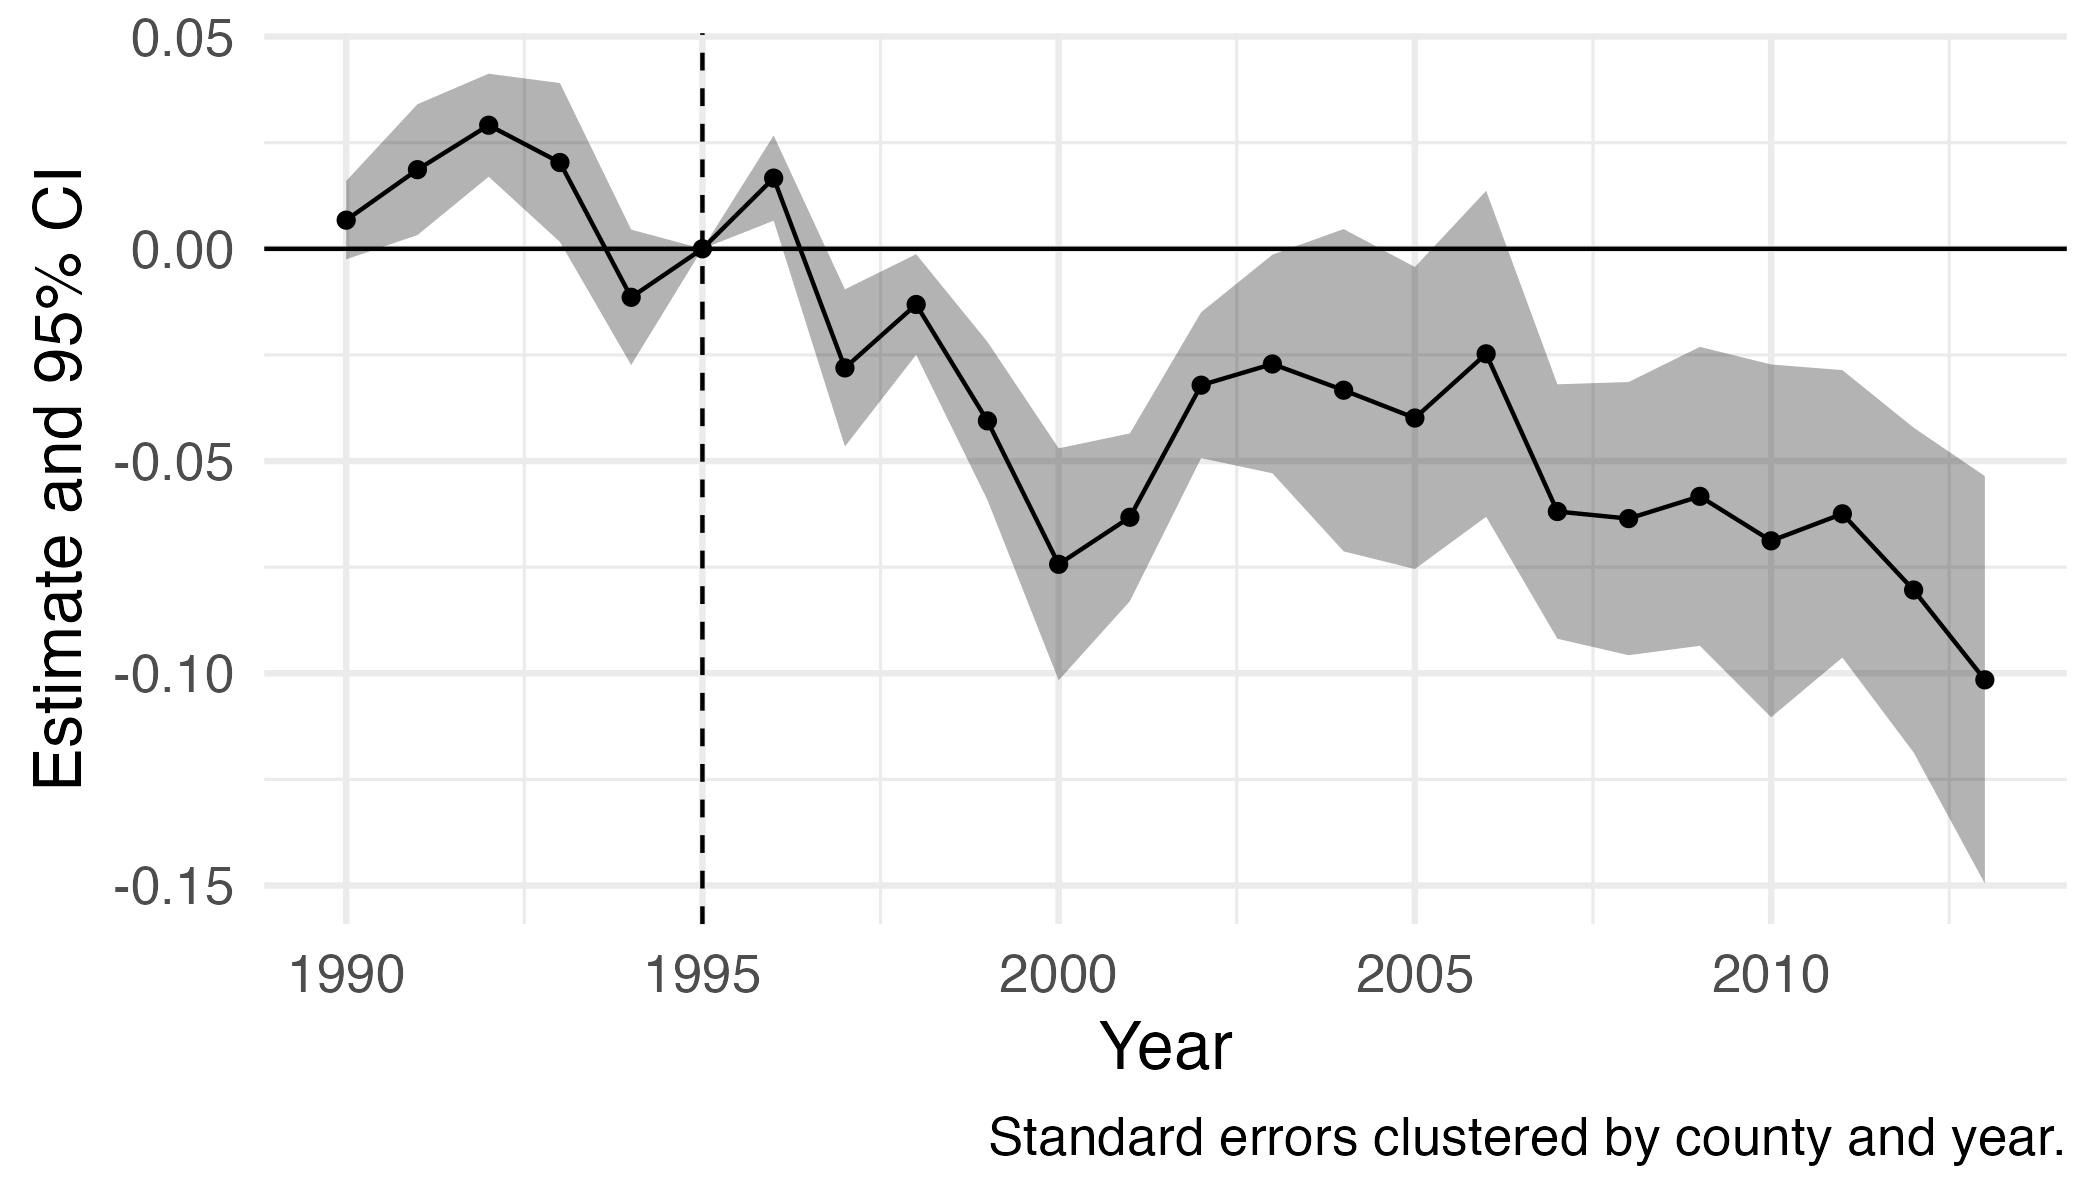 Estimate and 95% CI
0.05
0.00
-0.05
-0.10
-0.15
1990 1995 2000 2005 2010
Year
Standard errors clustered by county and year.